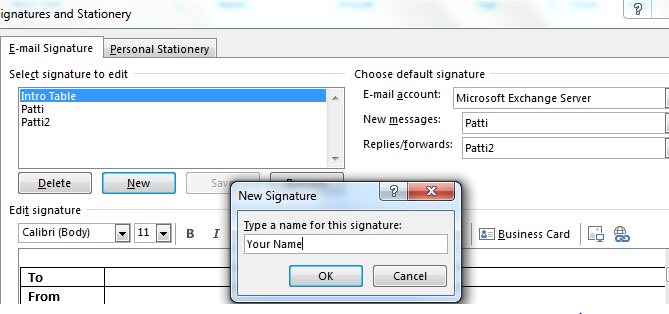 ignatures and Stationery
E-mail Signature
Personal Stationery
Select signature to edit
Intro Table
Patti
Patti2
Delete
New
Choose default signature
E-mail account:
Microsoft Exchange Server
New messages:
Patti
Replies/forwards:
Patti2
New Signature
Type a name for this signature:
Your Name
OK
Cancel
Edit signature
Calibri (Body)
11
B
I
Business Card
To
From